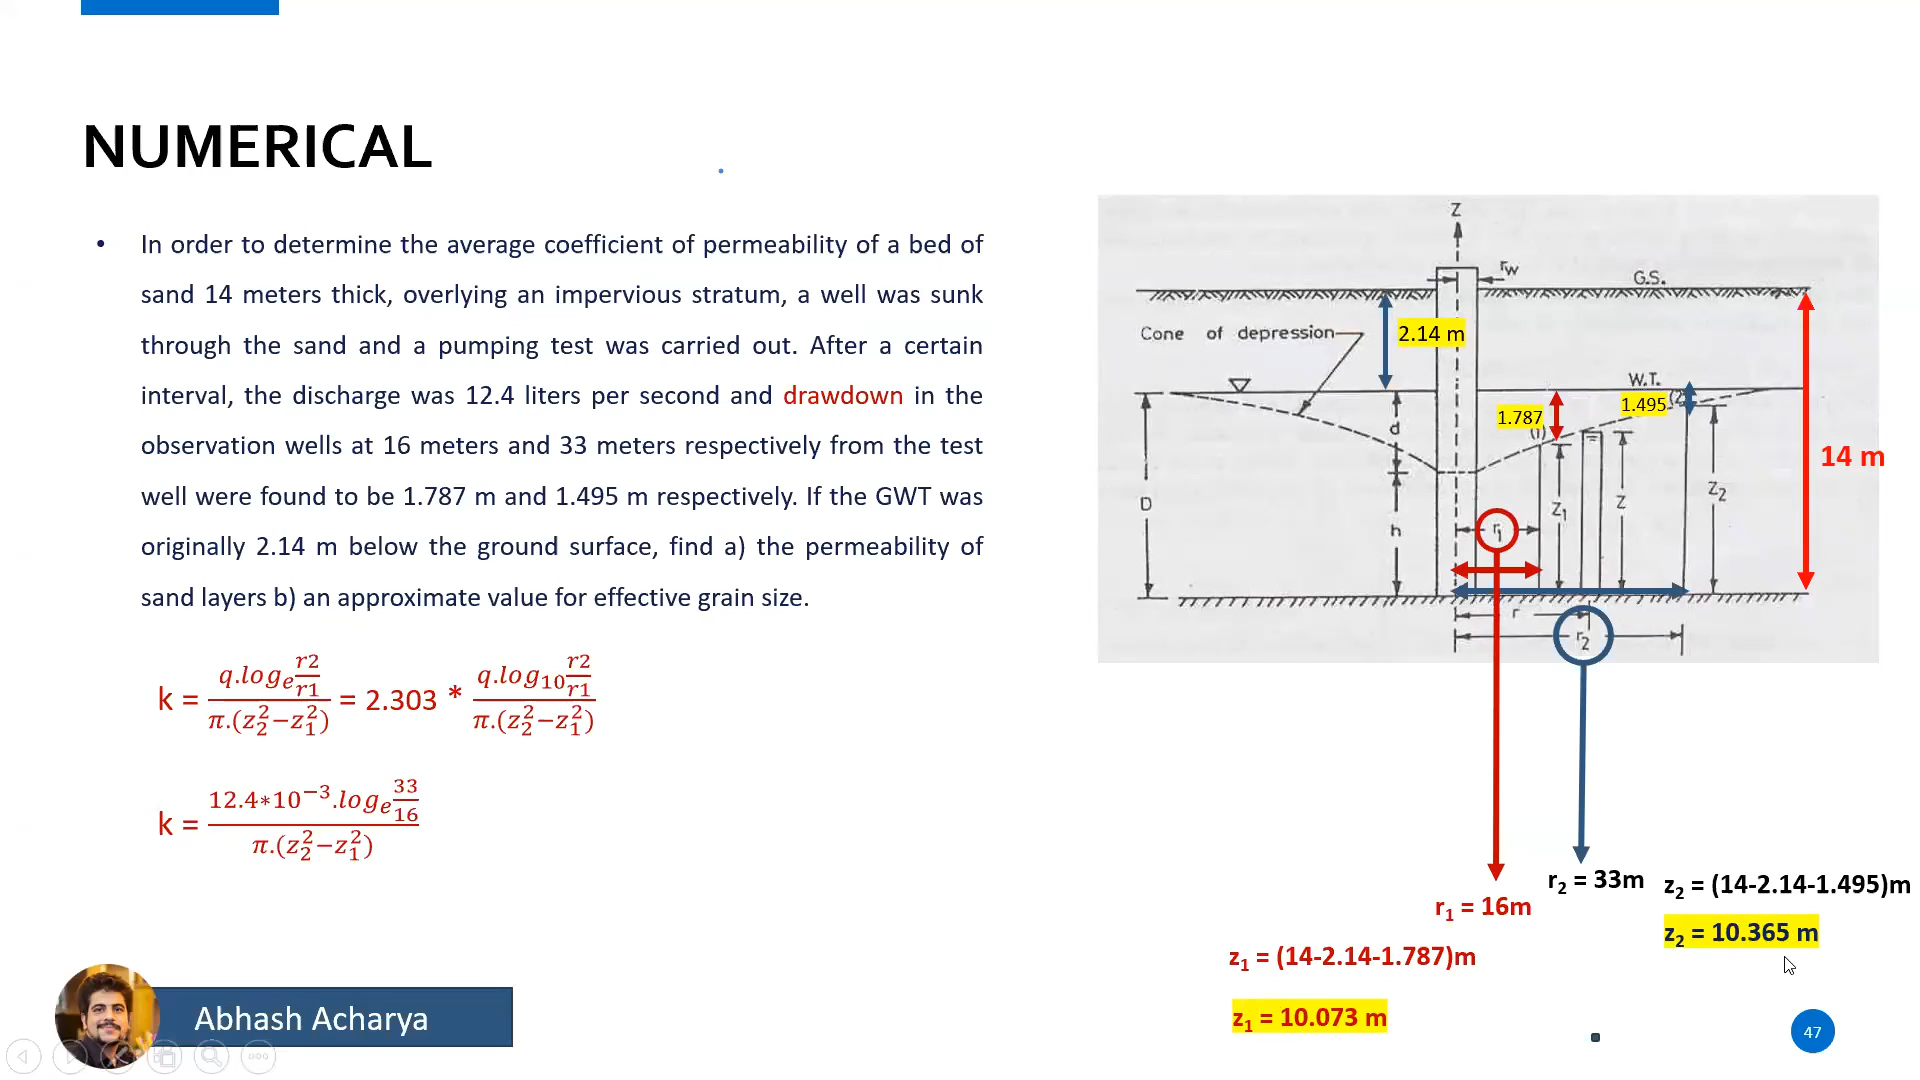 NUMERICAL
• In order to determine the average coefficient of permeability of a bed of
sand 14 meters thick, overlying an impervious stratum, a well was sunk
through the sand and a pumping test was carried out. After a certain
interval, the discharge was 12.4 liters per second and drawdown in the
observation wells at 16 meters and 33 meters respectively from the test
well were found to be 1.787 m and 1.495 m respectively. If the GWT was
originally 2.14 m below the ground surface, find a) the permeability of
sand layers b) an approximate value for effective grain size.
k = q.log_e r2/r1 / π.(z₂²−z₁²) = 2.303 * q.log₁₀ r2/r1 / π.(z₂²−z₁²)
k = 12.4∗10⁻³.log_e 33/16 / π.(z₂²−z₁²)
Z
rw
G.S.
Cone of depression
2.14 m
W.T.
1.787
(1)
1.495
(2)
d
14 m
D
h
r₁
Z₁
Z
Z₂
r
r₂
r₂ = 33m
z₂ = (14-2.14-1.495)m
r₁ = 16m
z₂ = 10.365 m
z₁ = (14-2.14-1.787)m
z₁ = 10.073 m
Abhash Acharya
47